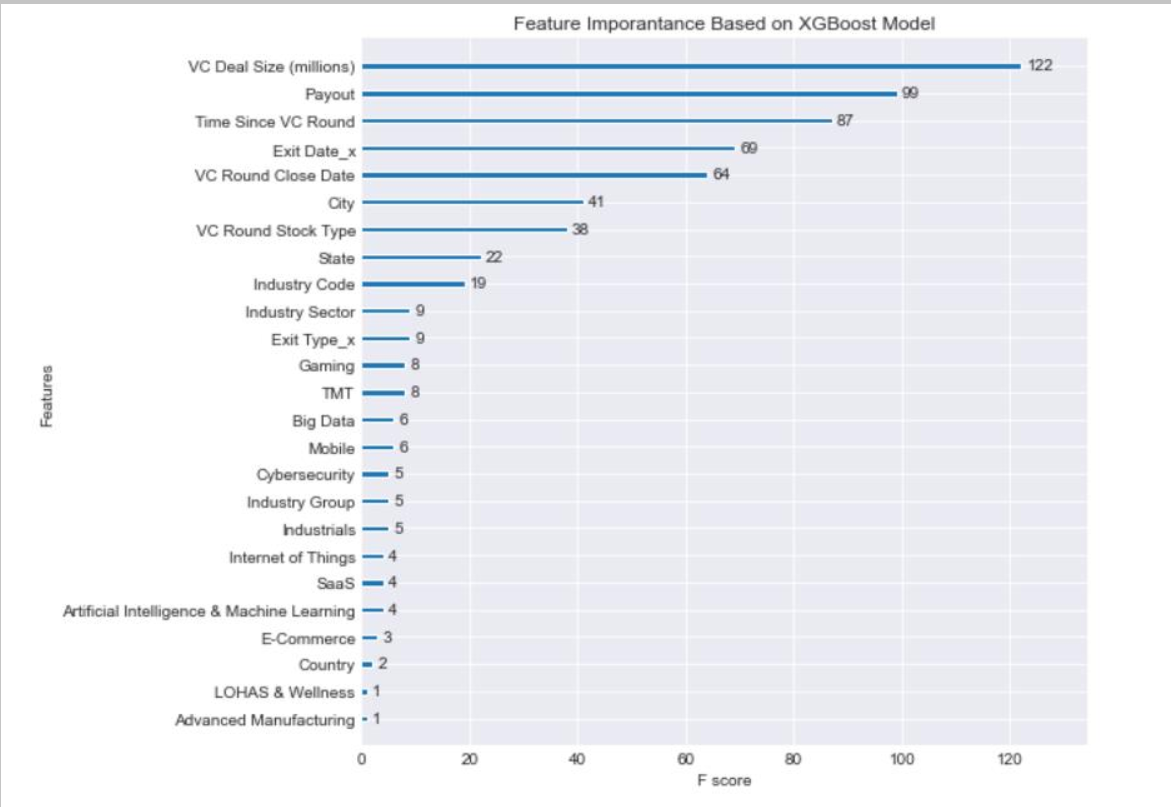 Feature Imporantance Based on XGBoost Model
VC Deal Size (millions) 122
Payout 99
Time Since VC Round 87
Exit Date_x 69
VC Round Close Date 64
City 41
VC Round Stock Type 38
State 22
Industry Code 19
Industry Sector 9
Exit Type_x 9
Gaming 8
TMT 8
Big Data 6
Mobile 6
Cybersecurity 5
Industry Group 5
Industrials 5
Internet of Things 4
SaaS 4
Artificial Intelligence & Machine Learning 4
E-Commerce 3
Country 2
LOHAS & Wellness 1
Advanced Manufacturing 1
Features
0 20 40 60 80 100 120
F score